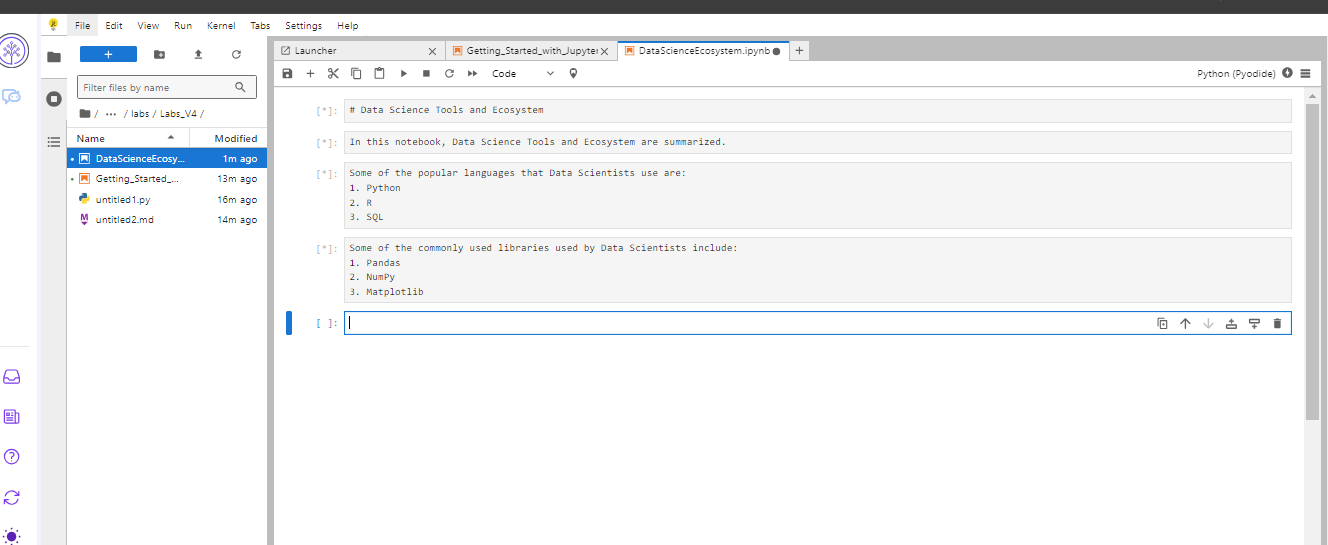 File Edit View Run Kernel Tabs Settings Help
+
Filter files by name
/ ··· / labs / Labs_V4 /
Name Modified
DataScienceEcosy... 1m ago
Getting_Started_... 13m ago
untitled1.py 16m ago
M untitled2.md 14m ago
Launcher Getting_Started_with_Jupyter DataScienceEcosystem.ipynb +
Code Python (Pyodide)
[*]: # Data Science Tools and Ecosystem
[*]: In this notebook, Data Science Tools and Ecosystem are summarized.
[*]: Some of the popular languages that Data Scientists use are:
1. Python
2. R
3. SQL
[*]: Some of the commonly used libraries used by Data Scientists include:
1. Pandas
2. NumPy
3. Matplotlib
[ ]: